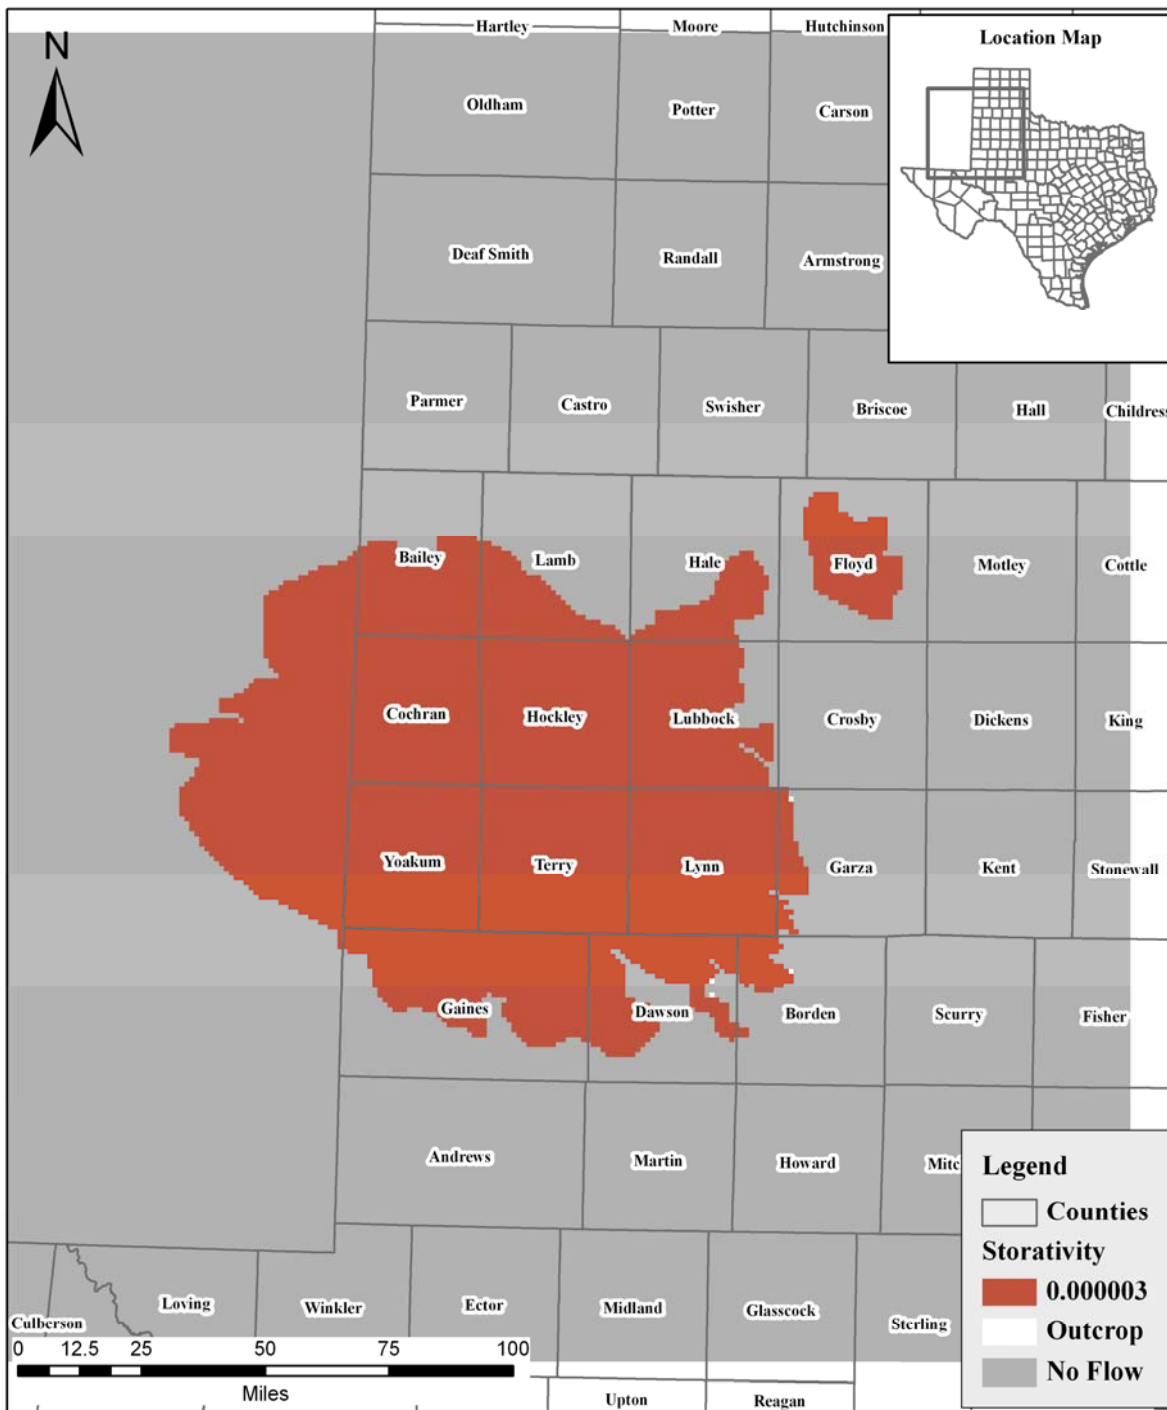 Hartley
Moore
Hutchinson
N
Location Map
Oldham
Potter
Carson
Deaf Smith
Randall
Armstrong
Parmer
Castro
Swisher
Briscoe
Hall
Childress
Bailey
Lamb
Hale
Floyd
Motley
Cottle
Cochran
Hockley
Lubbock
Crosby
Dickens
King
Yoakum
Terry
Lynn
Garza
Kent
Stonewall
Gaines
Dawson
Borden
Scurry
Fisher
Andrews
Martin
Howard
Mitc
Legend
Counties
Storativity
0.000003
Outcrop
No Flow
Culberson
Loving
Winkler
Ector
Midland
Glasscock
Sterling
0 12.5 25 50 75 100
Miles
Upton
Reagan